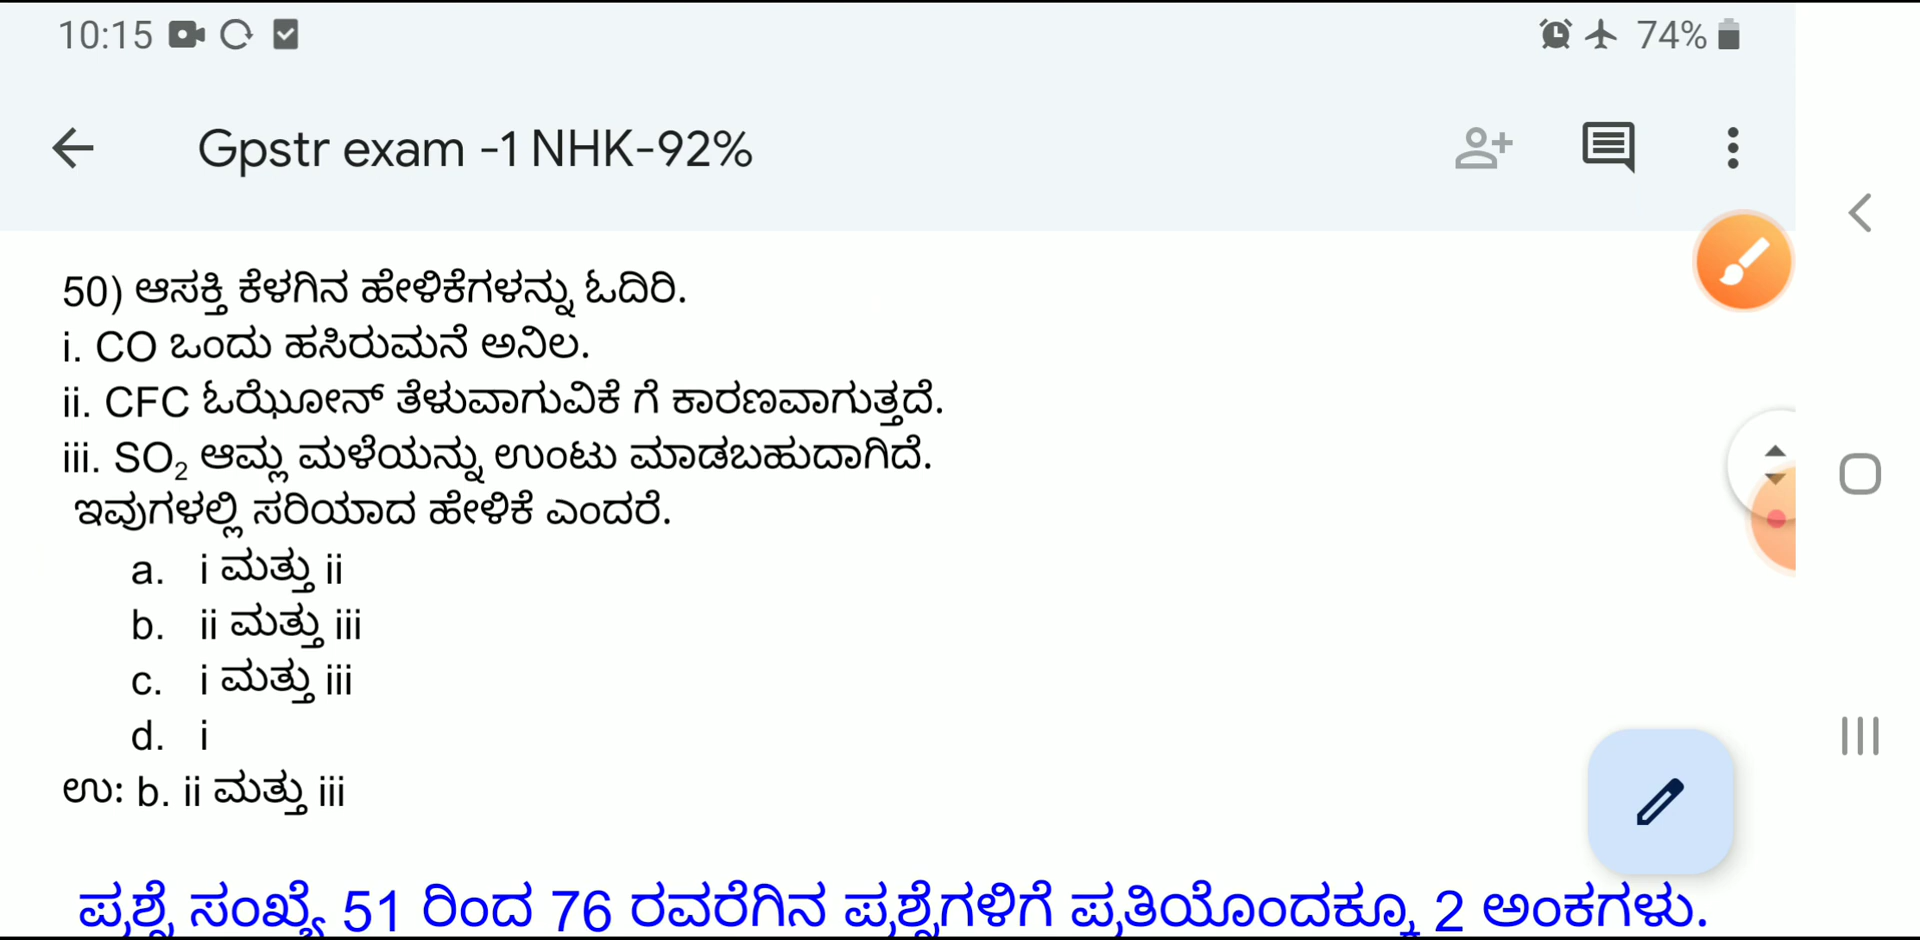 10:15
74%
Gpstr exam -1 NHK-92%
50) ಆಸಕ್ತಿ ಕೆಳಗಿನ ಹೇಳಿಕೆಗಳನ್ನು ಓದಿರಿ.
i. CO ಒಂದು ಹಸಿರುಮನೆ ಅನಿಲ.
ii. CFC ಓಝೋನ್ ತೆಳುವಾಗುವಿಕೆ ಗೆ ಕಾರಣವಾಗುತ್ತದೆ.
iii. SO₂ ಆಮ್ಲ ಮಳೆಯನ್ನು ಉಂಟು ಮಾಡಬಹುದಾಗಿದೆ.
ಇವುಗಳಲ್ಲಿ ಸರಿಯಾದ ಹೇಳಿಕೆ ಎಂದರೆ.
a. i ಮತ್ತು ii
b. ii ಮತ್ತು iii
c. i ಮತ್ತು iii
d. i
ಉ: b. ii ಮತ್ತು iii
ಪ್ರಶ್ನೆ ಸಂಖ್ಯೆ 51 ರಿಂದ 76 ರವರೆಗಿನ ಪ್ರಶ್ನೆಗಳಿಗೆ ಪ್ರತಿಯೊಂದಕ್ಕೂ 2 ಅಂಕಗಳು.